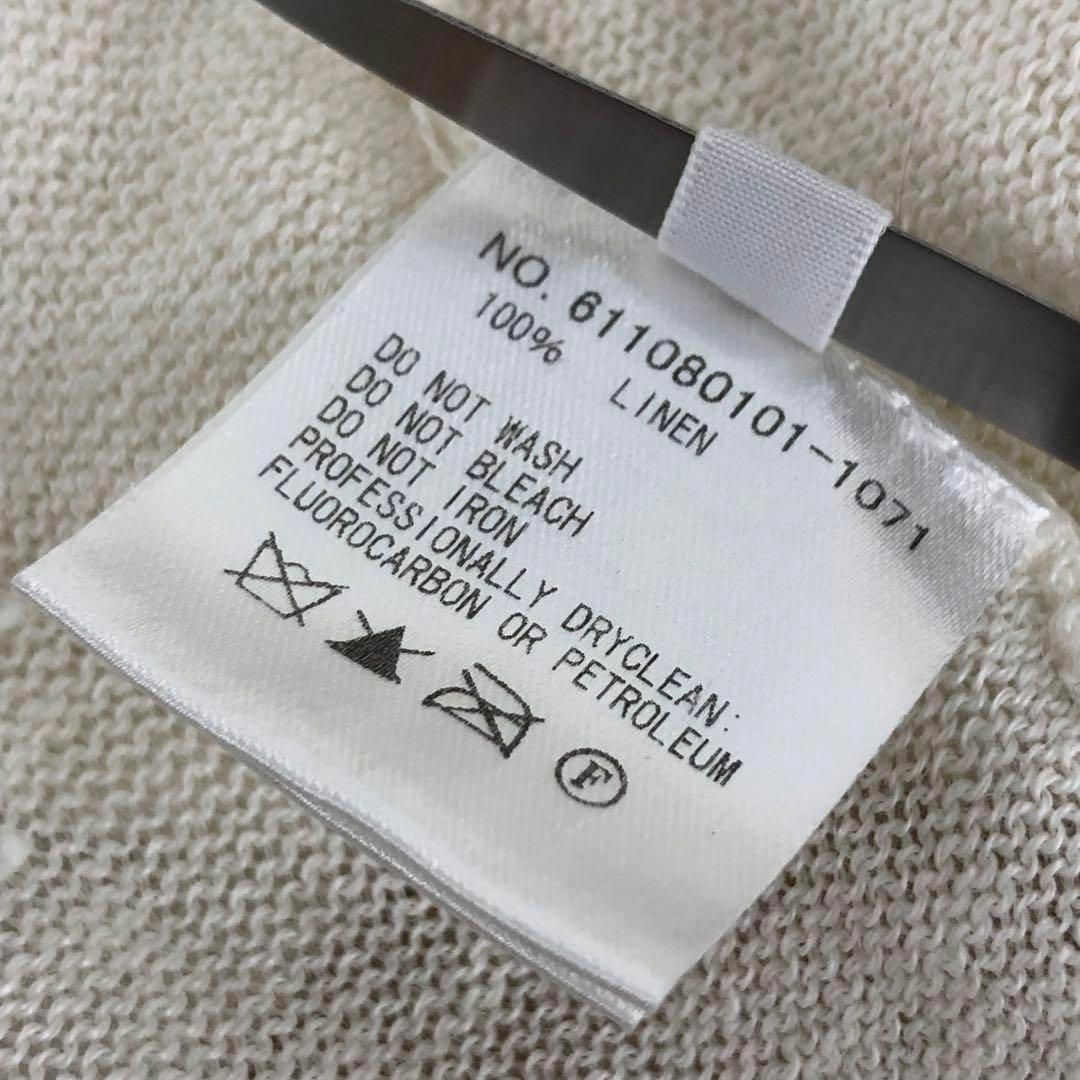 NO. 611080101-1071
100% LINEN
DO NOT WASH
DO NOT BLEACH
DO NOT IRON
PROFESSIONALLY DRYCLEAN:
FLUOROCARBON OR PETROLEUM
F